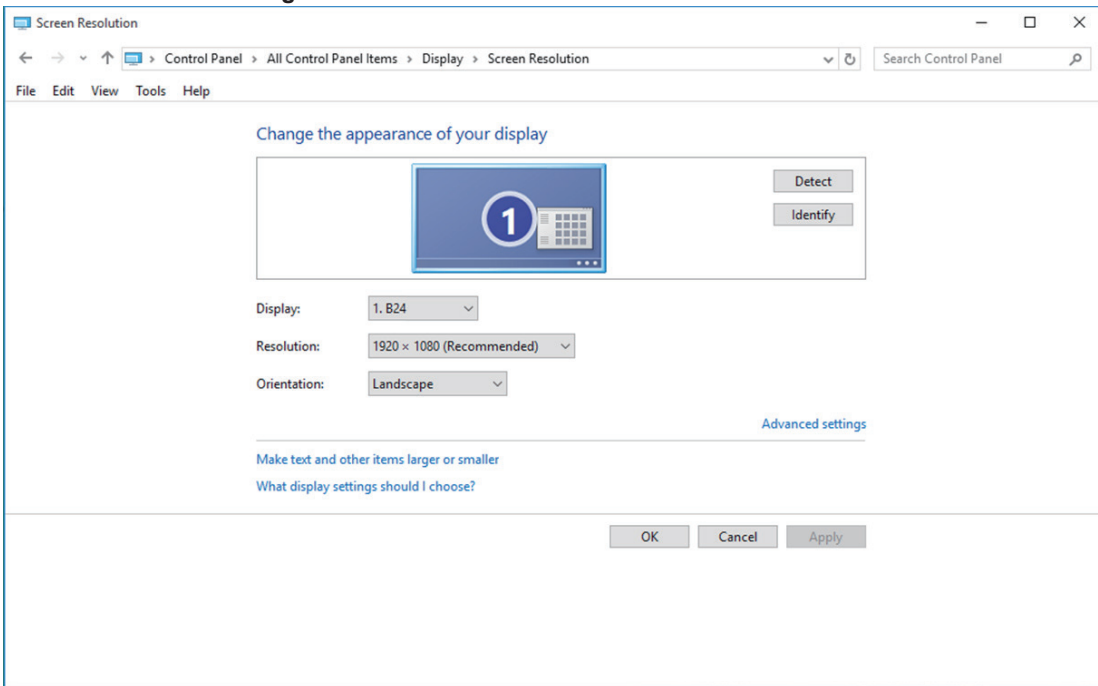 Screen Resolution
Control Panel > All Control Panel Items > Display > Screen Resolution
Search Control Panel
File Edit View Tools Help
Change the appearance of your display
1
Detect
Identify
Display: 1. B24
Resolution: 1920 × 1080 (Recommended)
Orientation: Landscape
Advanced settings
Make text and other items larger or smaller
What display settings should I choose?
OK Cancel Apply